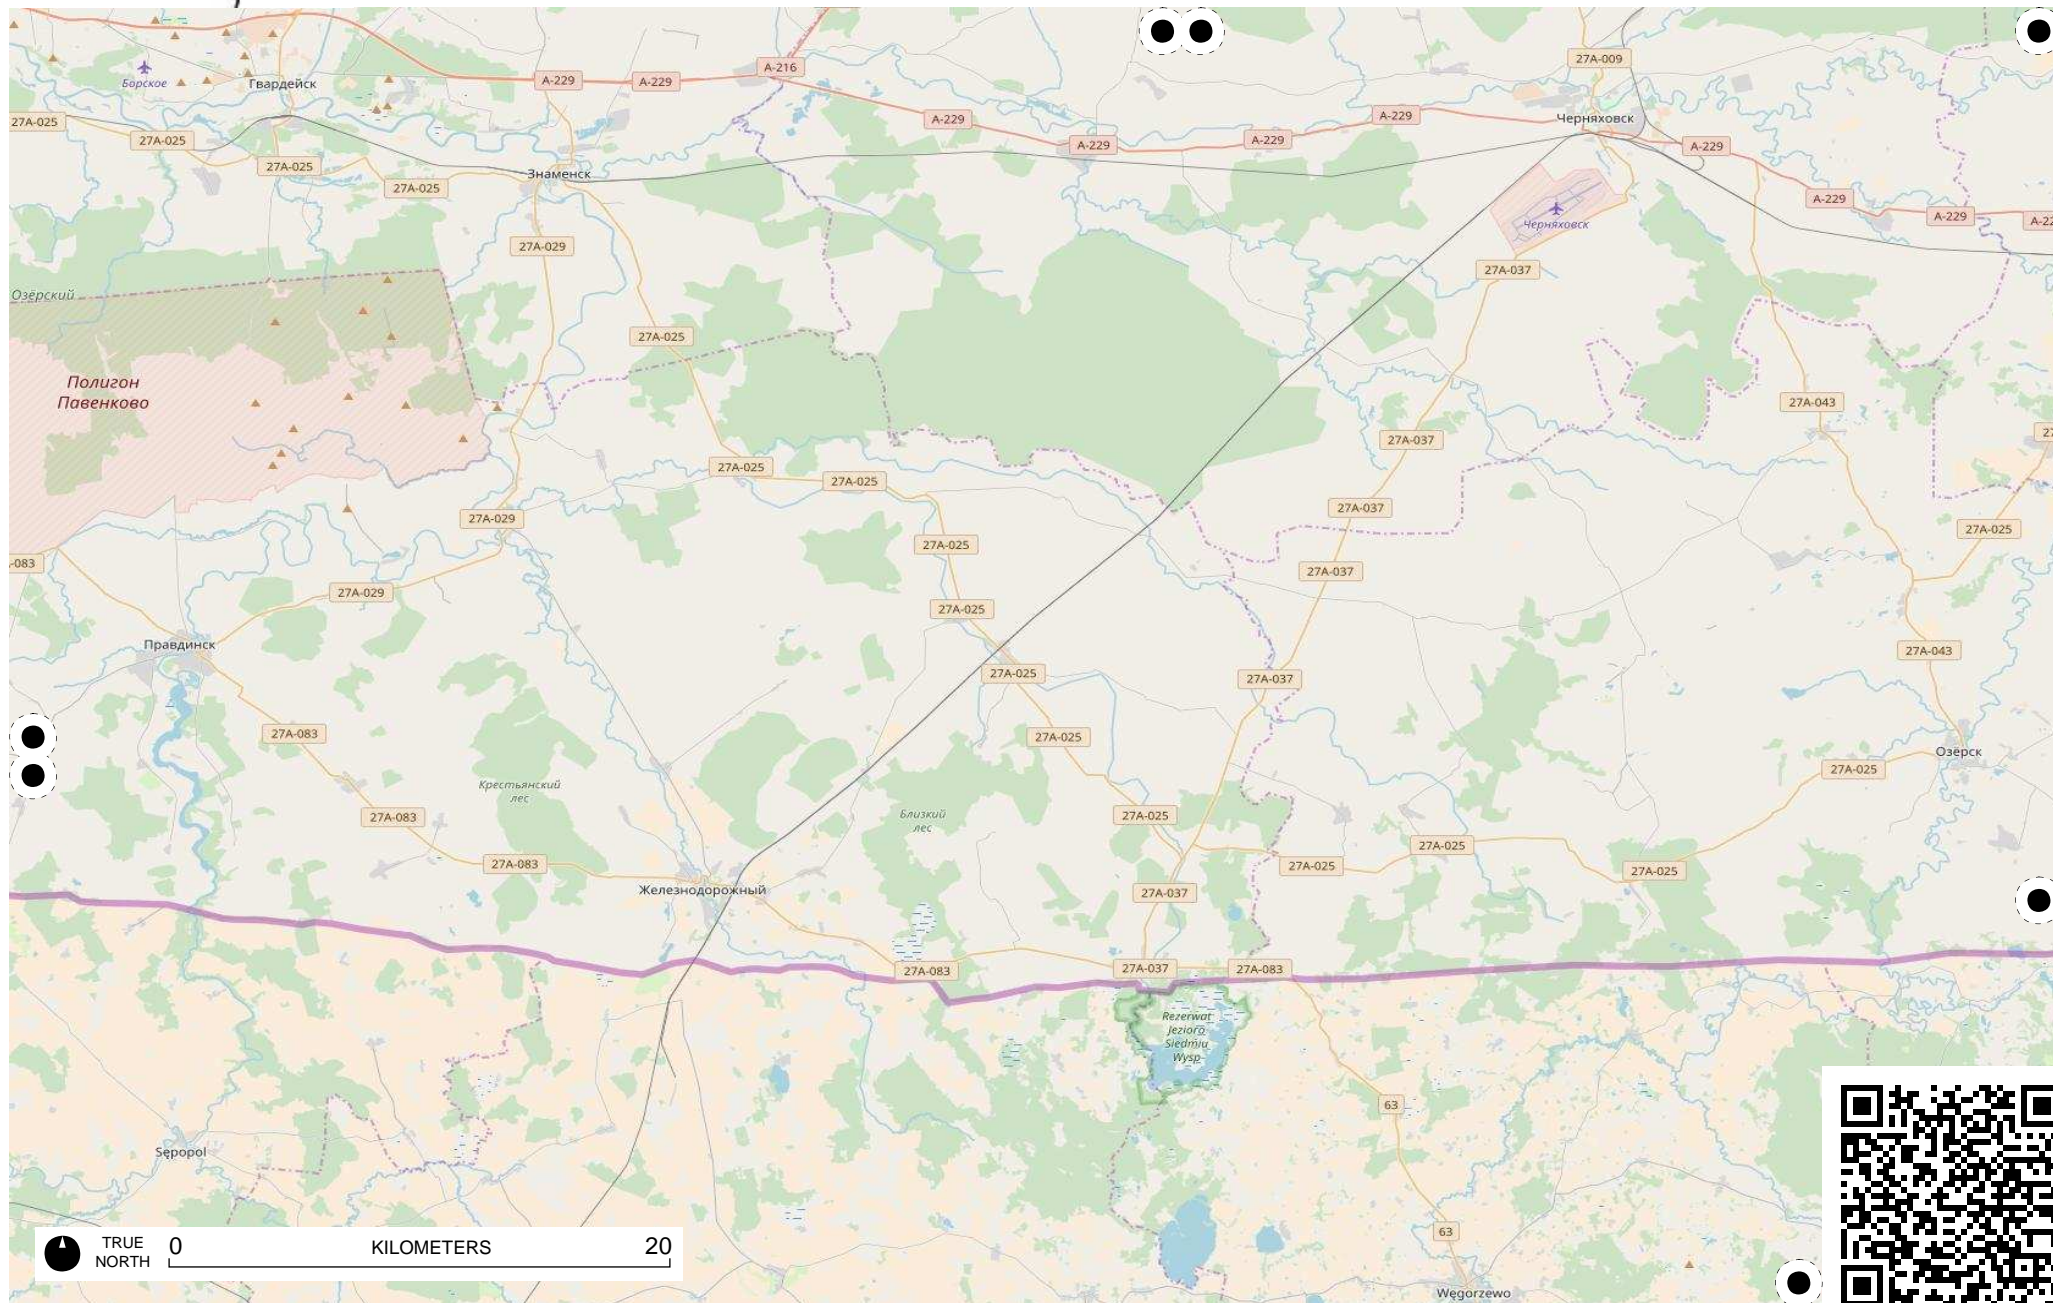 A-216
27A-009
A-229
A-229
Борское
Гвардейск
A-229
A-229
Черняховск
27A-025
27A-025
A-229
A-229
A-229
27A-025
Знаменск
27A-025
A-229
A-229
A-22
Черняховск
27A-029
27A-037
Озёрский
27A-025
Полигон
Павенково
27A-043
27
27A-037
27A-025
27A-025
27A-037
27A-029
27A-025
27A-025
-083
27A-037
27A-029
27A-025
Правдинск
27A-043
27A-025
27A-037
27A-083
27A-025
Озёрск
27A-025
Крестьянский
лес
27A-083
Близкий
лес
27A-025
27A-025
27A-083
27A-025
27A-025
Железнодорожный
27A-037
27A-083
27A-037
27A-083
Rezerwat
Jezioro
Siedmiu
Wysp
63
Sępopol
63
TRUE
NORTH
0 KILOMETERS 20
Węgorzewo